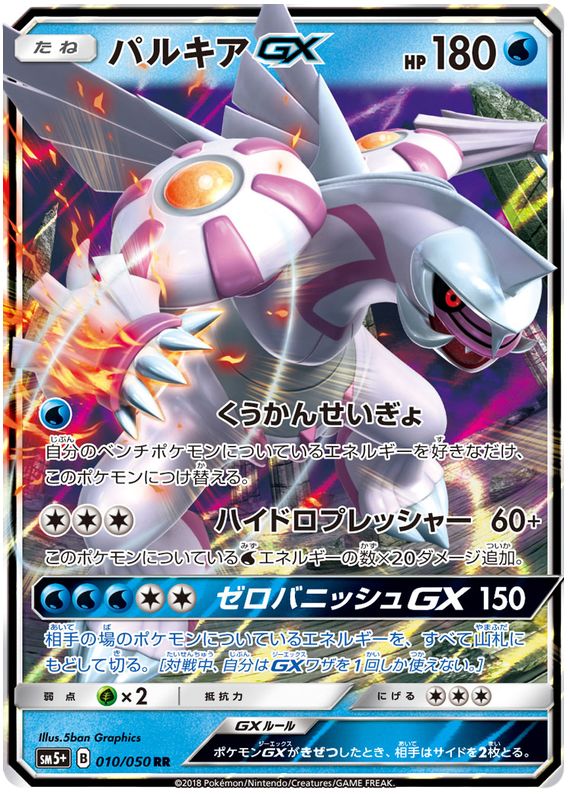 たね パルキアGX HP 180
くうかんせいぎょ
自分のベンチポケモンについているエネルギーを好きなだけ、
このポケモンにつけ替える。
ハイドロプレッシャー 60+
このポケモンについているエネルギーの数×20ダメージ追加。
ゼロバニッシュGX 150
相手の場のポケモンについているエネルギーを、すべて山札に
もどして切る。[対戦中、自分はGXワザを1回しか使えない。]
弱点 ×2 抵抗力 にげる
Illus.5ban Graphics
GXルール
ポケモンGXがきぜつしたとき、相手はサイドを2枚とる。
SM5+ B 010/050 RR
©2018 Pokémon/Nintendo/Creatures/GAME FREAK.